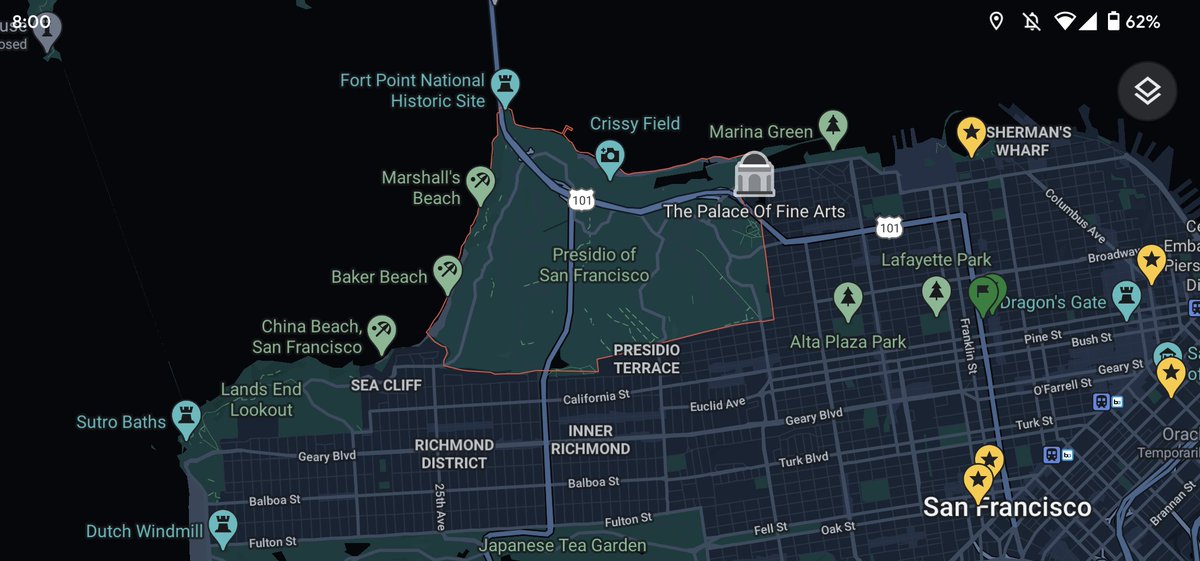 8:00
62%
use
osed
Fort Point National
Historic Site
Crissy Field
Marina Green
SHERMAN'S
WHARF
Marshall's
Beach
101
The Palace Of Fine Arts
Columbus Ave
101
Broadway
Ce
Emba
Piers
Di
Presidio of
San Francisco
Lafayette Park
Baker Beach
Dragon's Gate
China Beach,
San Francisco
Alta Plaza Park
Franklin St
Pine St
Bush St
PRESIDIO
TERRACE
Geary St
Sa
of
SEA CLIFF
Lands End
Lookout
California St
Euclid Ave
O'Farrell St
Sutro Baths
Geary Blvd
Turk St
RICHMOND
DISTRICT
INNER
RICHMOND
Geary Blvd
Turk Blvd
Orac
Temporari
25th Ave
Balboa St
Balboa St
San Francisco
Brannan St
Dutch Windmill
Fulton St
Fulton St
Fell St
Oak St
Japanese Tea Garden